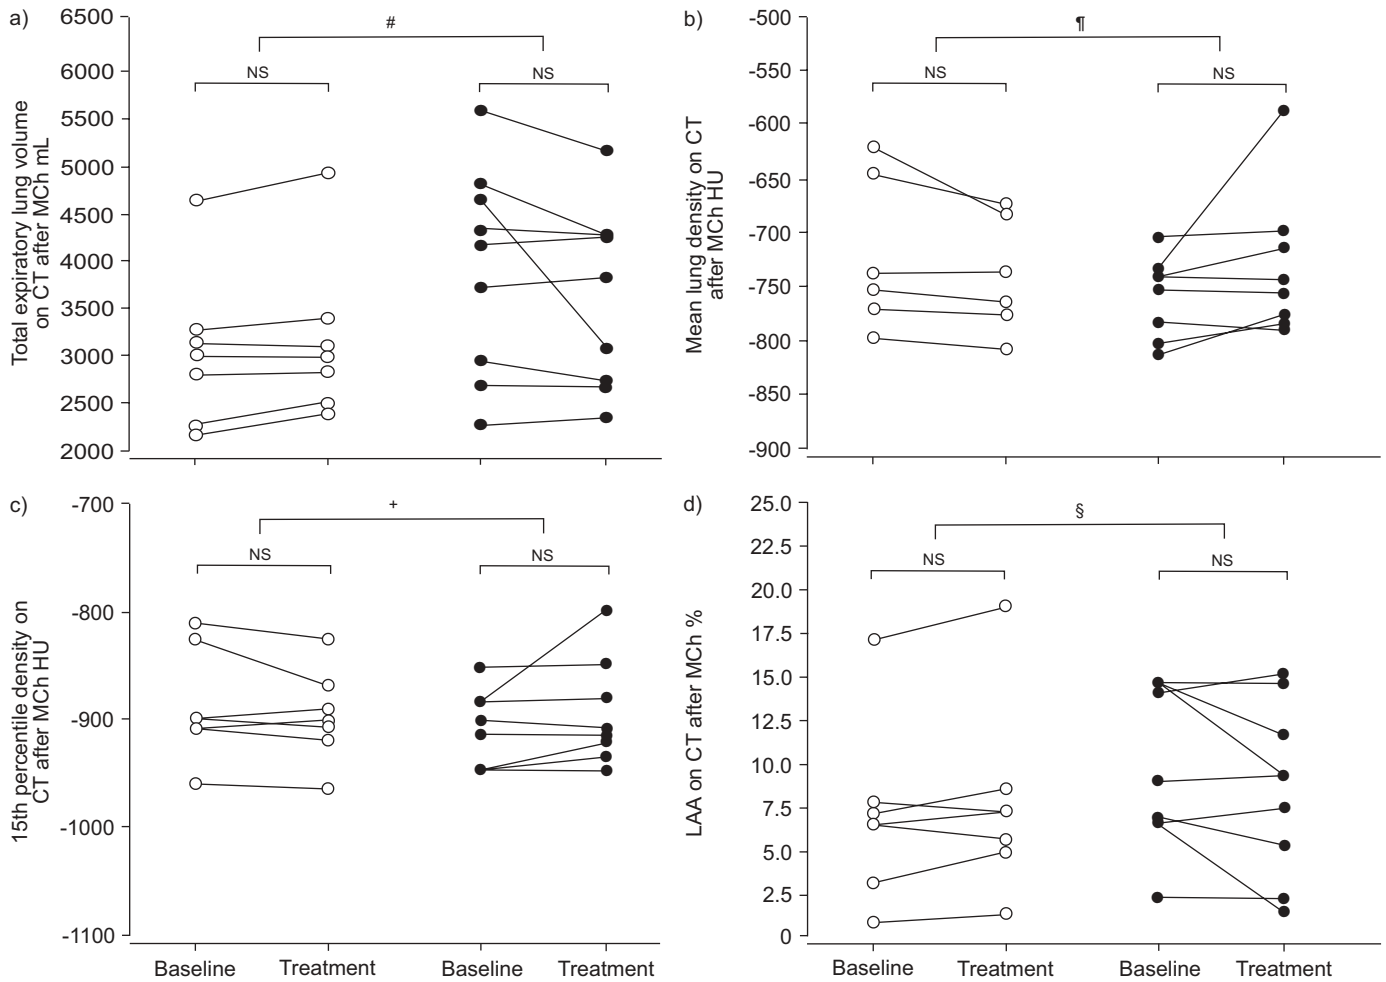 a)
6500
6000
5500
5000
4500
4000
3500
3000
2500
2000
Total expiratory lung volume
on CT after MCh mL
#
NS
NS
b)
-500
-550
-600
-650
-700
-750
-800
-850
-900
Mean lung density on CT
after MCh HU
¶
NS
NS
c)
-700
-800
-900
-1000
-1100
15th percentile density on
CT after MCh HU
+
NS
NS
Baseline
Treatment
Baseline
Treatment
d)
25.0
22.5
20.0
17.5
15.0
12.5
10.0
7.5
5.0
2.5
0
LAA on CT after MCh %
§
NS
NS
Baseline
Treatment
Baseline
Treatment